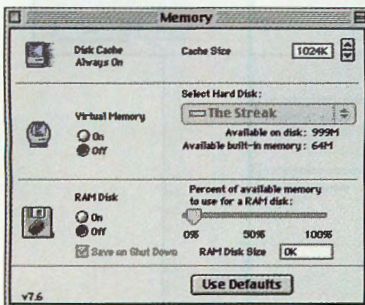 Memory
Disk Cache
Always On
Cache Size
1024K
Select Hard Disk:
The Streak
Virtual Memory
On
Off
Available on disk: 999M
Available built-in memory: 64M
RAM Disk
On
Off
Percent of available memory
to use for a RAM disk:
0% 50% 100%
Save on Shut Down
RAM Disk Size
0K
v7.6
Use Defaults